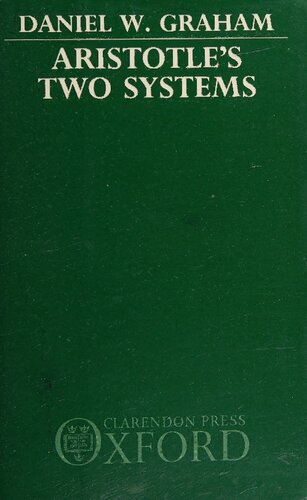 DANIEL W. GRAHAM
ARISTOTLE'S
TWO SYSTEMS
CLARENDON PRESS
OXFORD